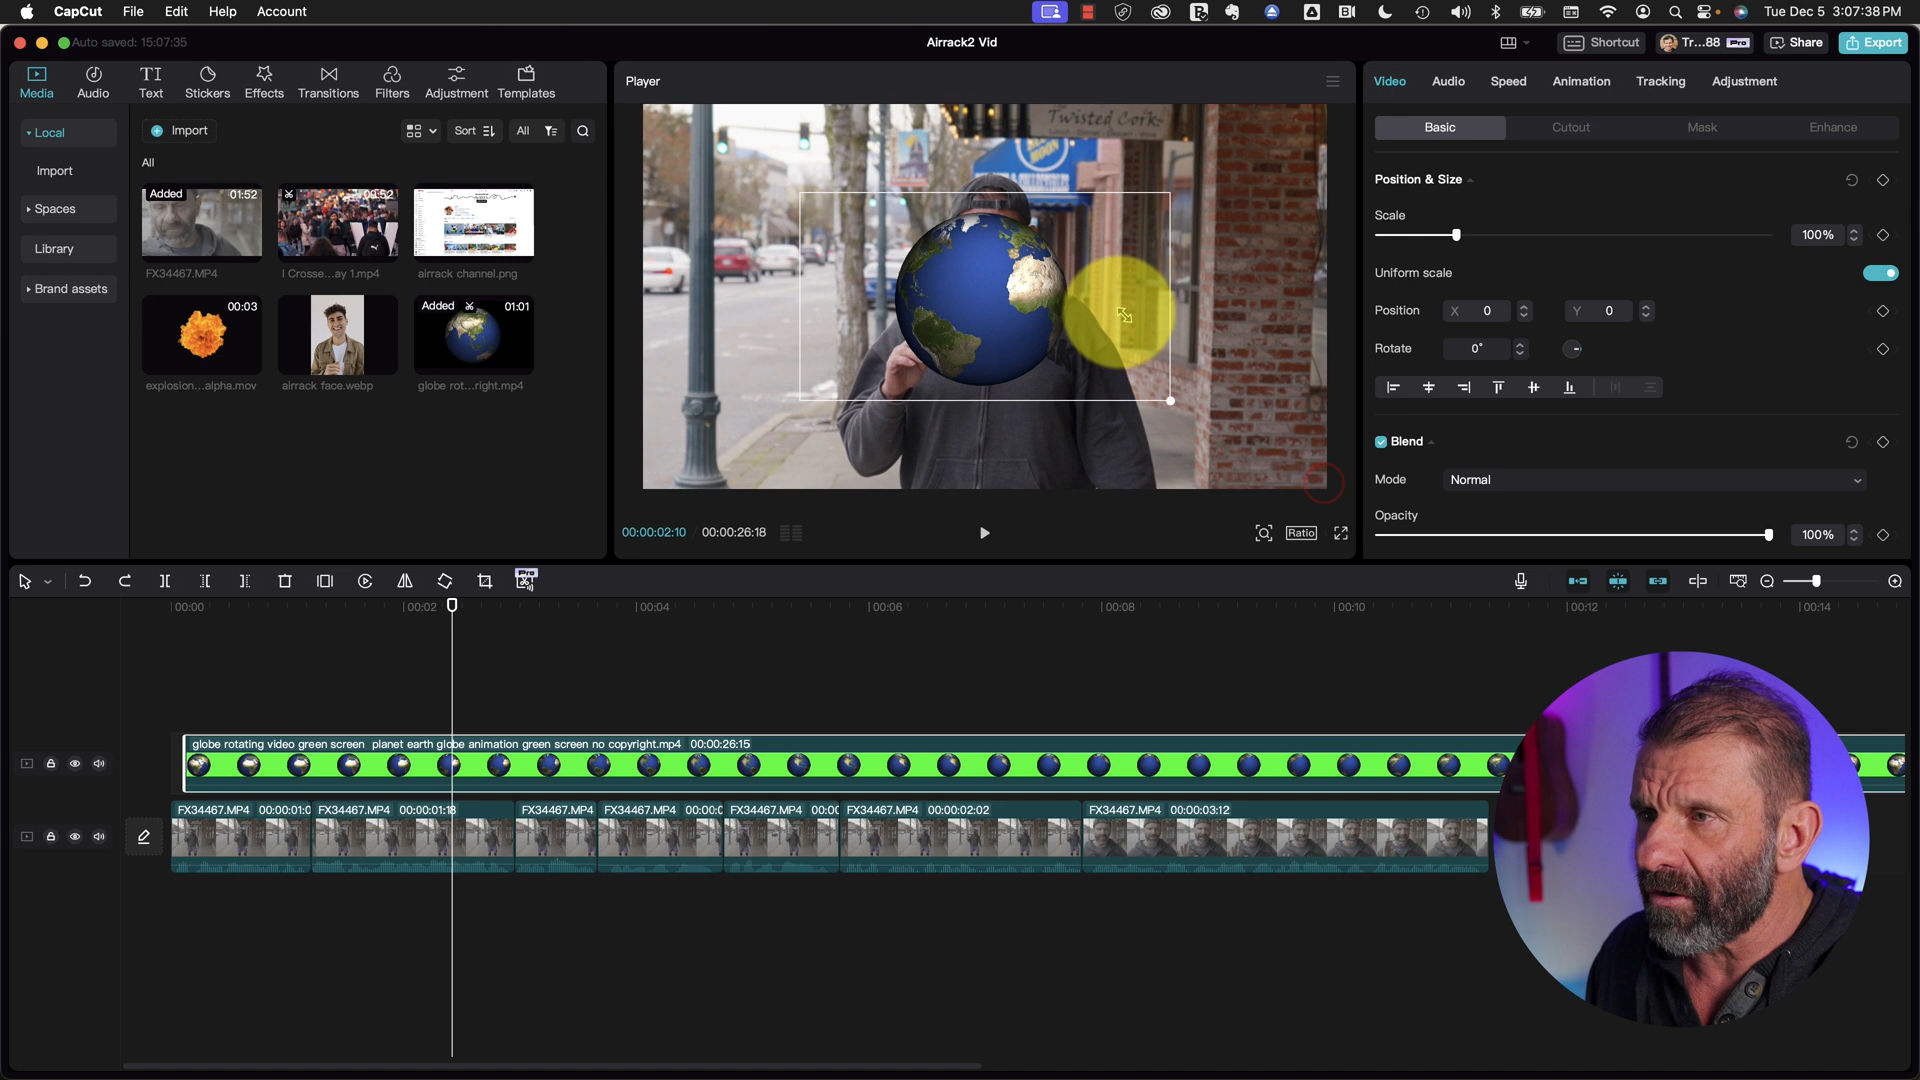 CapCut File Edit Help Account
Tue Dec 5 3:07:38 PM
Auto saved: 15:07:35
Airrack2 Vid
Shortcut
Tr...88 Pro
Share
Export
Media Audio Text Stickers Effects Transitions Filters Adjustment Templates
Local
Import
Spaces
Library
Brand assets
Import
Sort
All
All
Added 01:52
FX34467.MP4
I Crosse...ay 1.mp4
airrack channel.png
00:03
explosion...alpha.mov
airrack face.webp
Added 01:01
globe rot...right.mp4
Player
Twisted Cork
00:00:02:10 00:00:26:18
Ratio
Video Audio Speed Animation Tracking Adjustment
Basic Cutout Mask Enhance
Position & Size
Scale
100%
Uniform scale
Position X 0 Y 0
Rotate 0°
Blend
Mode Normal
Opacity
100%
Pro
00:00 00:02 00:04 00:06 00:08 00:10 00:12 00:14
globe rotating video green screen planet earth globe animation green screen no copyright.mp4 00:00:26:15
FX34467.MP4 00:00:01:0
FX34467.MP4 00:00:01:18
FX34467.MP4
FX34467.MP4 00:00:0
FX34467.MP4 00:00
FX34467.MP4 00:00:02:02
FX34467.MP4 00:00:03:12